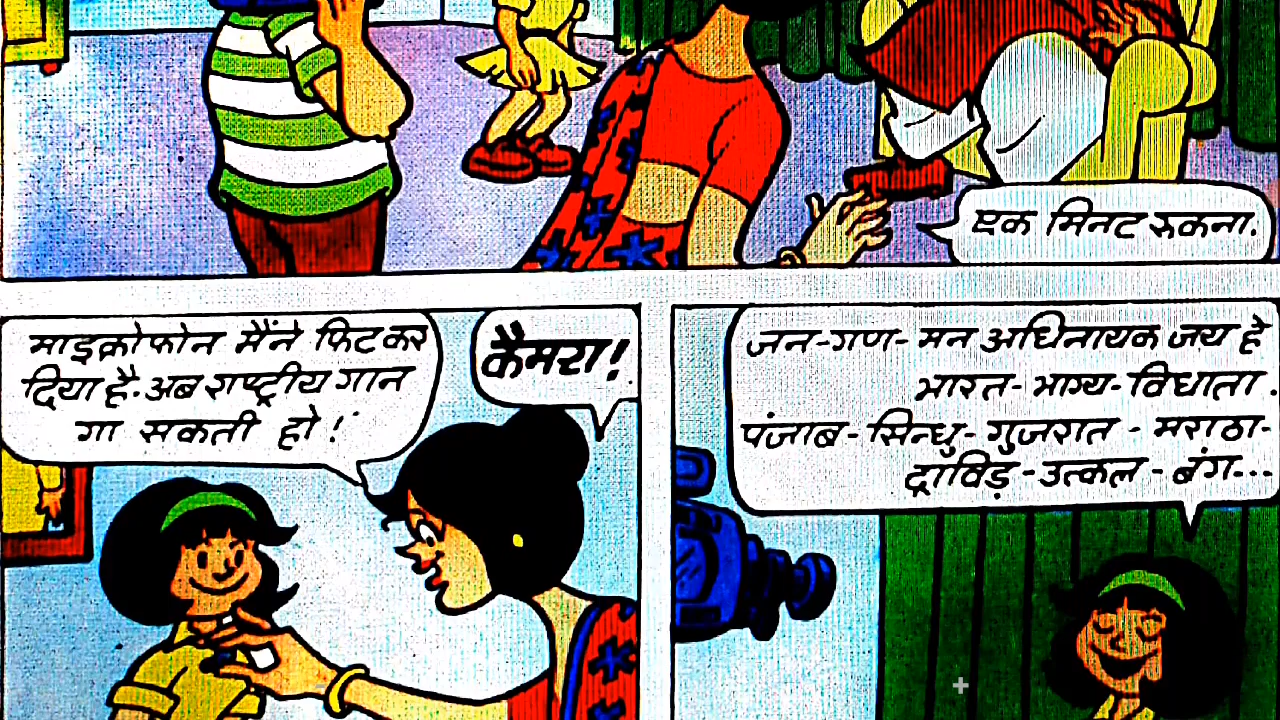 एक मिनट रुकना.
माइक्रोफोन मैंने फिट कर
दिया है. अब राष्ट्रीय गान
गा सकती हो!
कैमरा!
जन-गण- मन अधिनायक जय हे
भारत- भाग्य- विधाता.
पंजाब- सिन्धु- गुजरात - मराठा-
द्राविड़ -उत्कल - बंग...